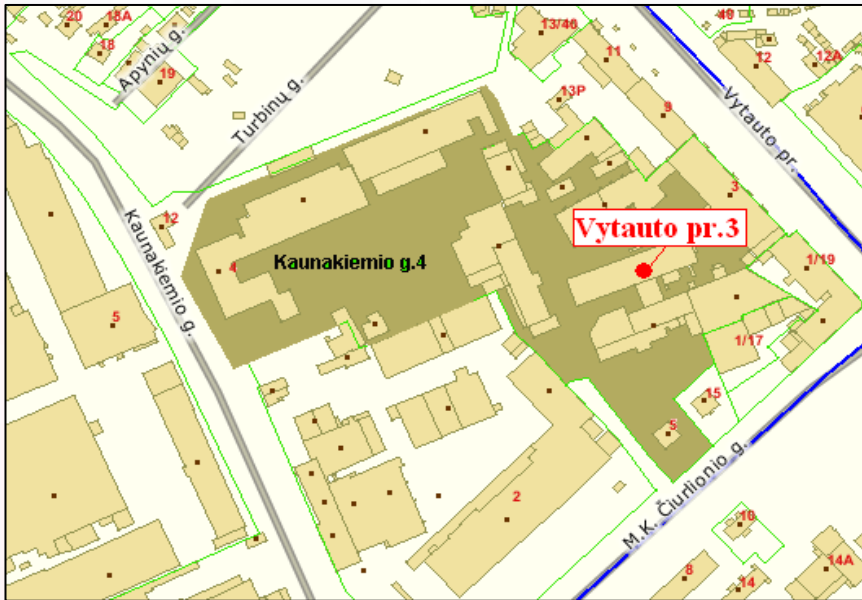 20
18A
18
Apynių g.
19
Turbinų g.
13/46
11
13P
9
12
12A
Vytauto pr.
3
Vytauto pr.3
12
4
Kaunakiemio g.4
Kaunakiemio g.
5
1/19
1/17
15
5
2
M.K. Čiurlionio g.
10
8
14
14A